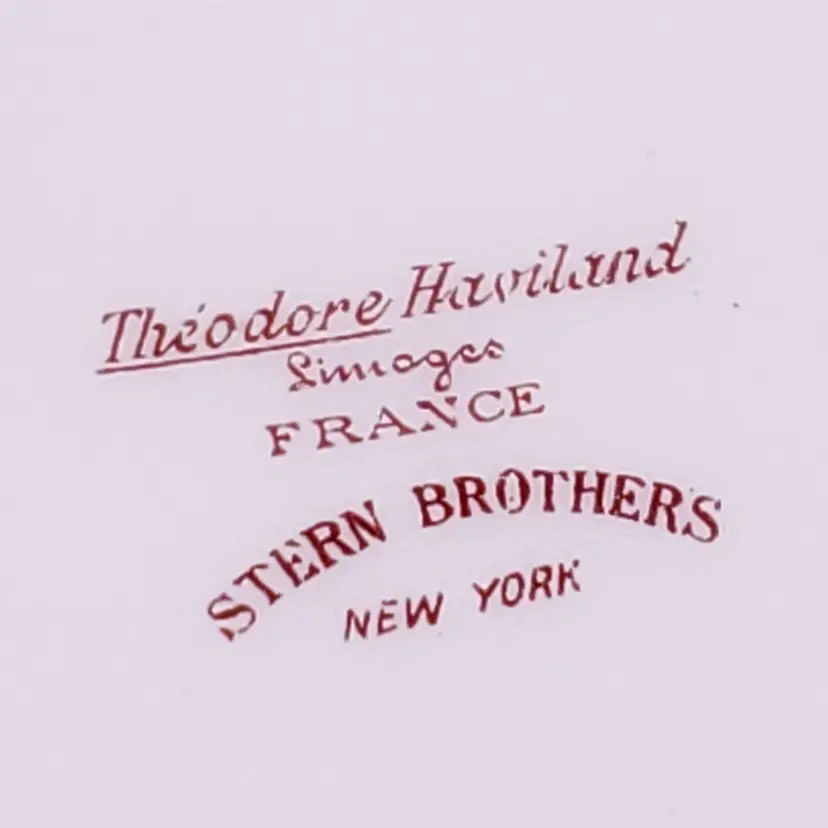 Théodore Haviland
Limoges
FRANCE
STERN BROTHERS
NEW YORK